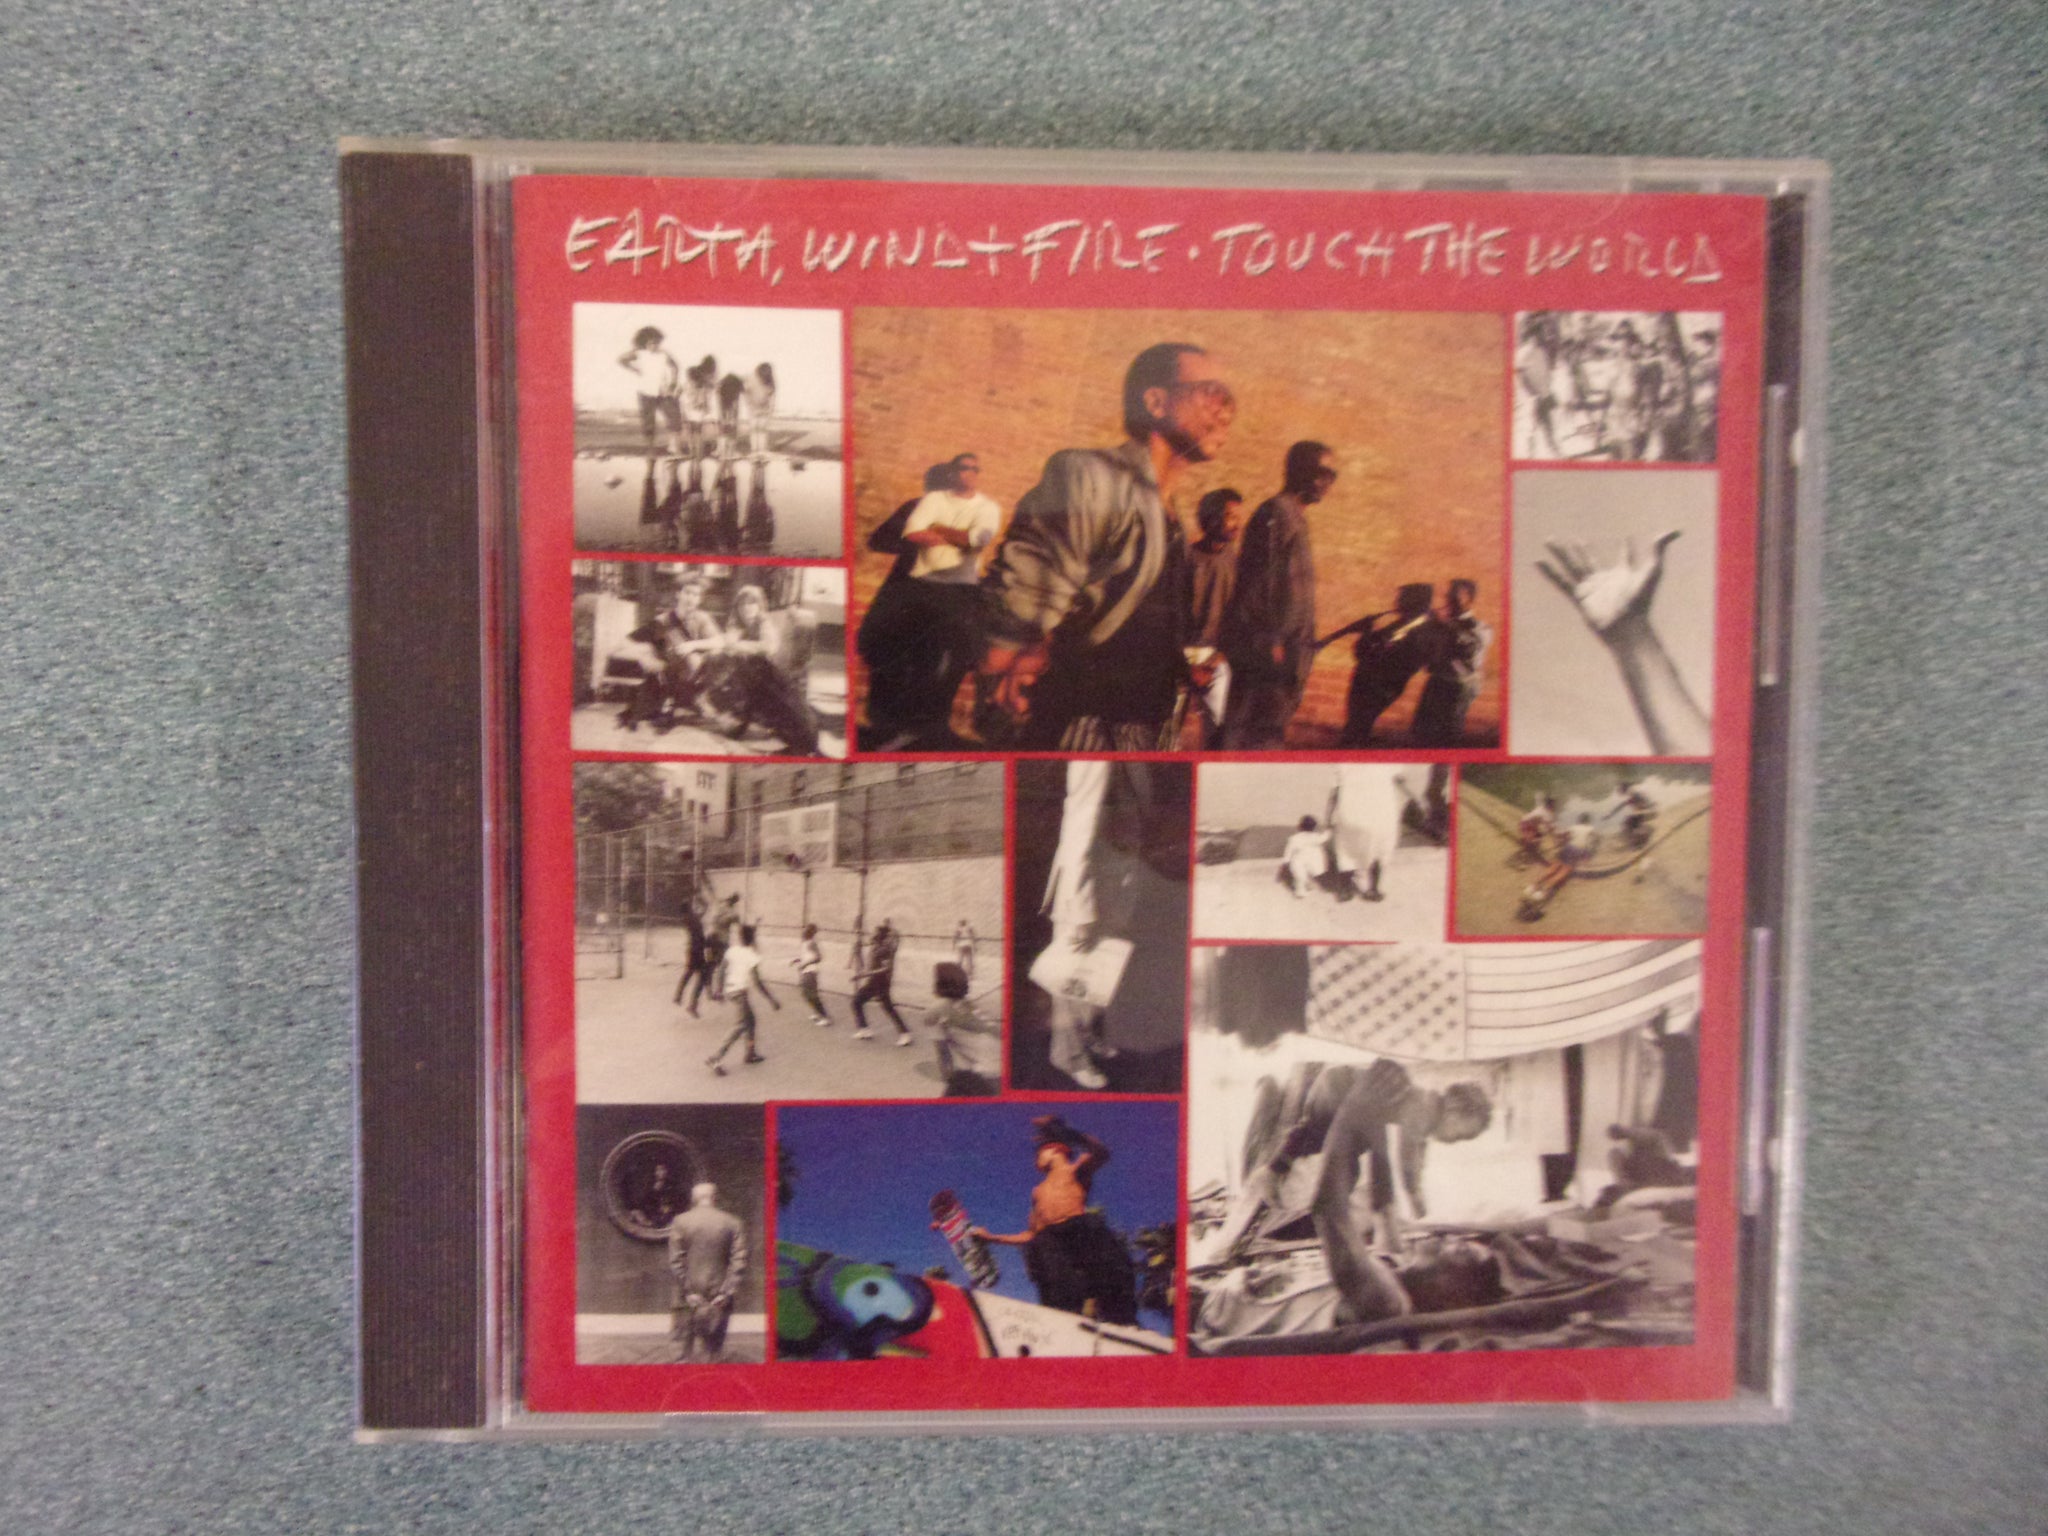 EARTH, WIND + FIRE · TOUCH THE WORLD